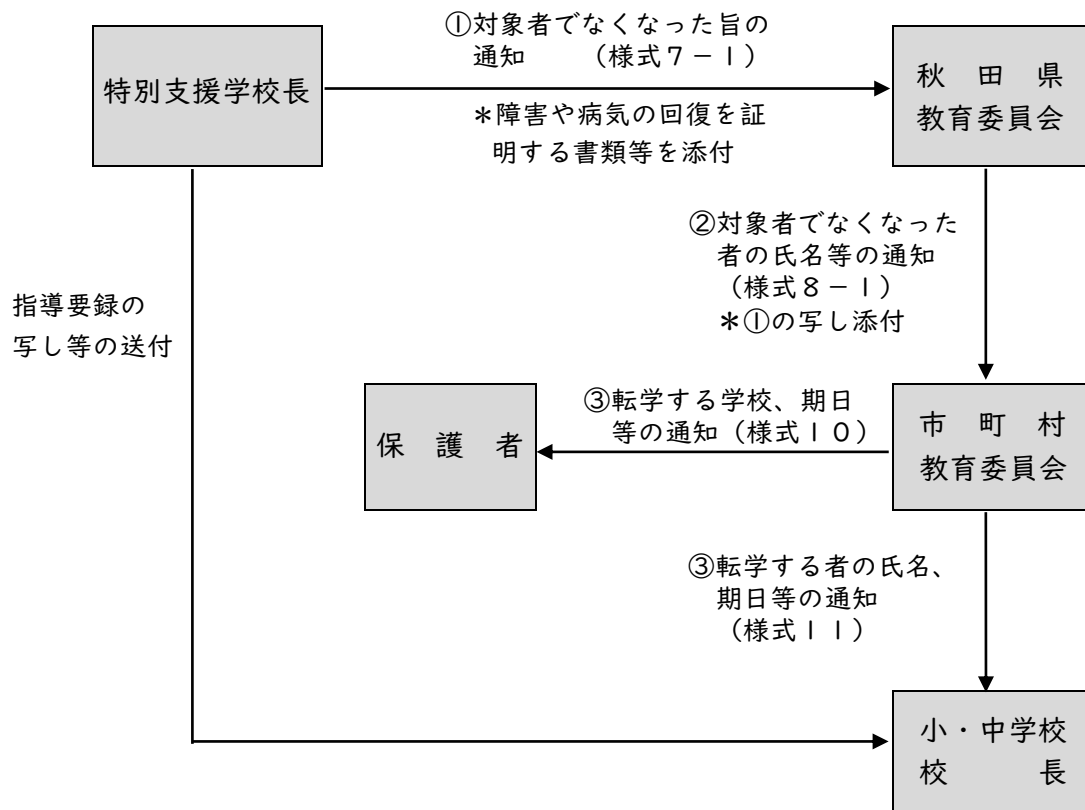 ①対象者でなくなった旨の
通知　　（様式７－１）
特別支援学校長
＊障害や病気の回復を証
明する書類等を添付
秋　田　県
教育委員会
②対象者でなくなった
者の氏名等の通知
（様式８－１）
＊①の写し添付
指導要録の
写し等の送付
③転学する学校、期日
等の通知（様式１０）
保　護　者
市　町　村
教育委員会
③転学する者の氏名、
期日等の通知
（様式１１）
小・中学校
校　　　長